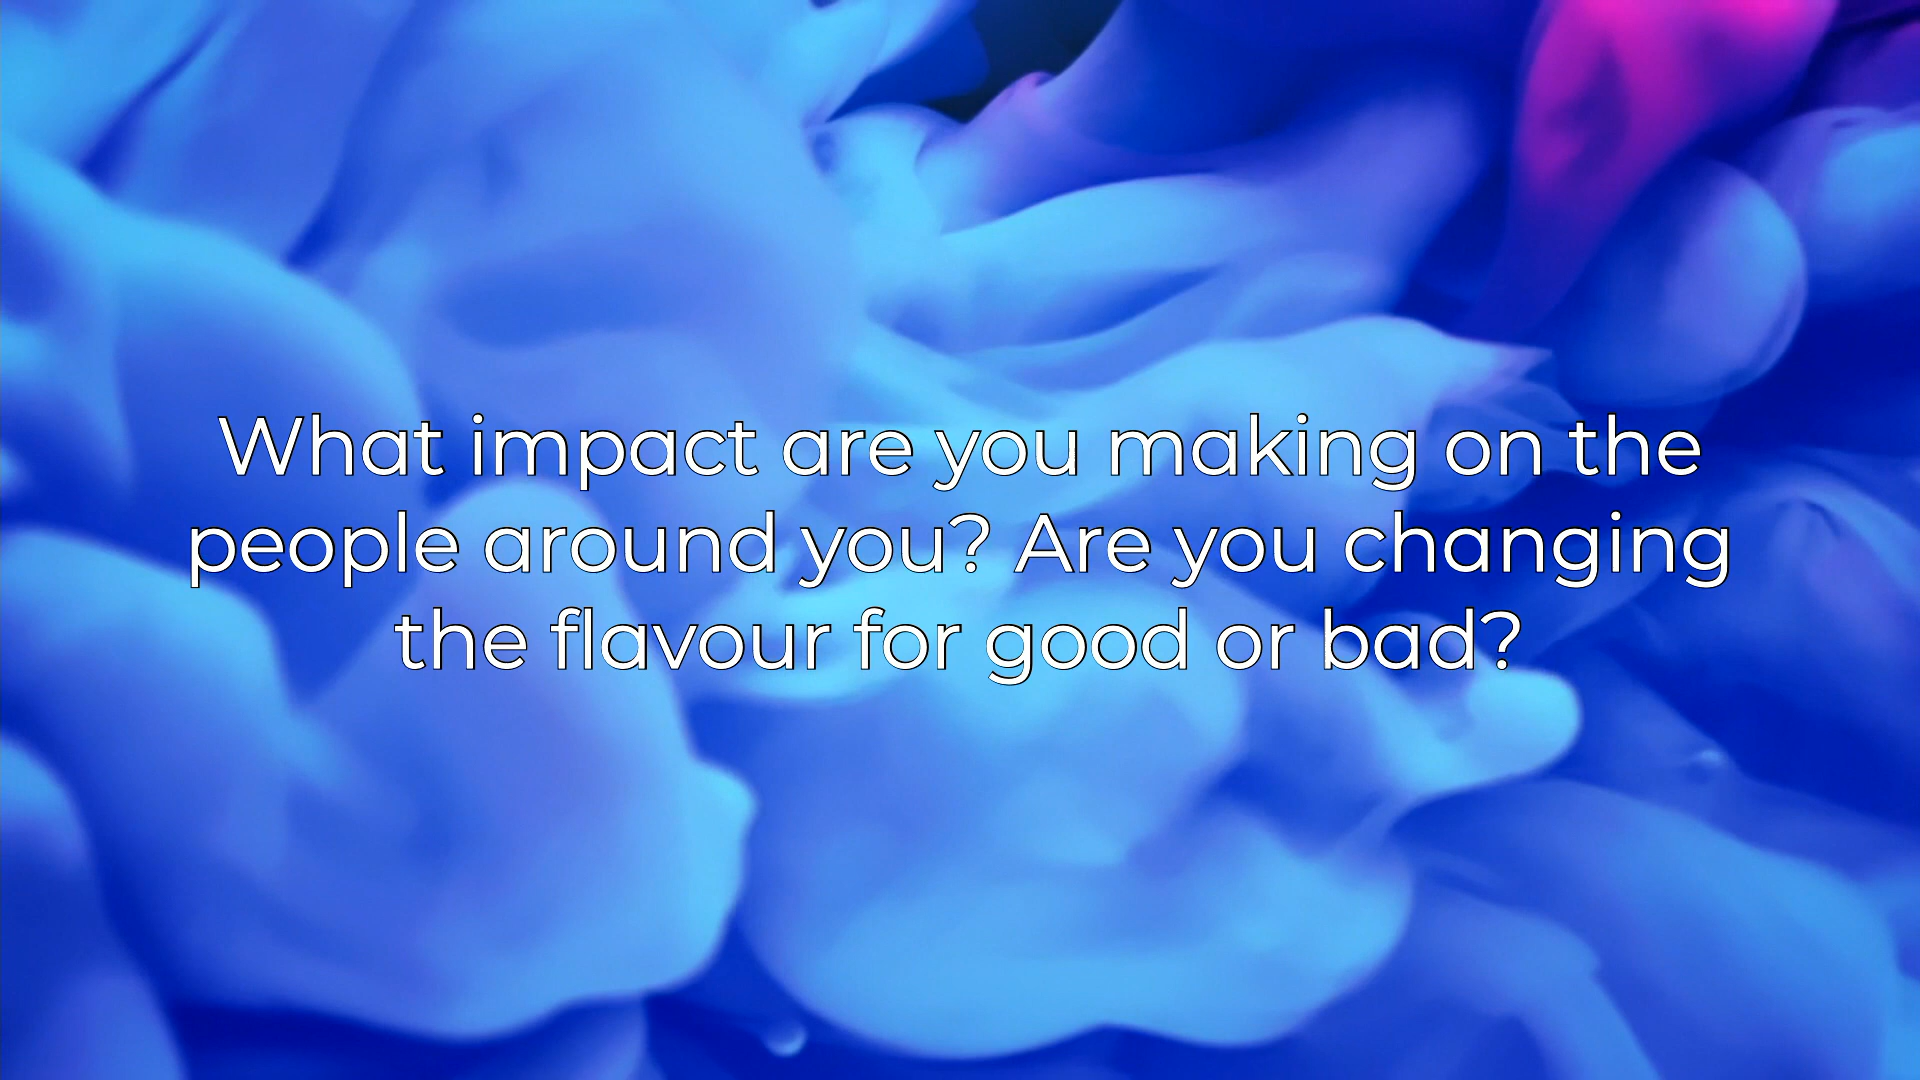 What impact are you making on the
people around you? Are you changing
the flavour for good or bad?